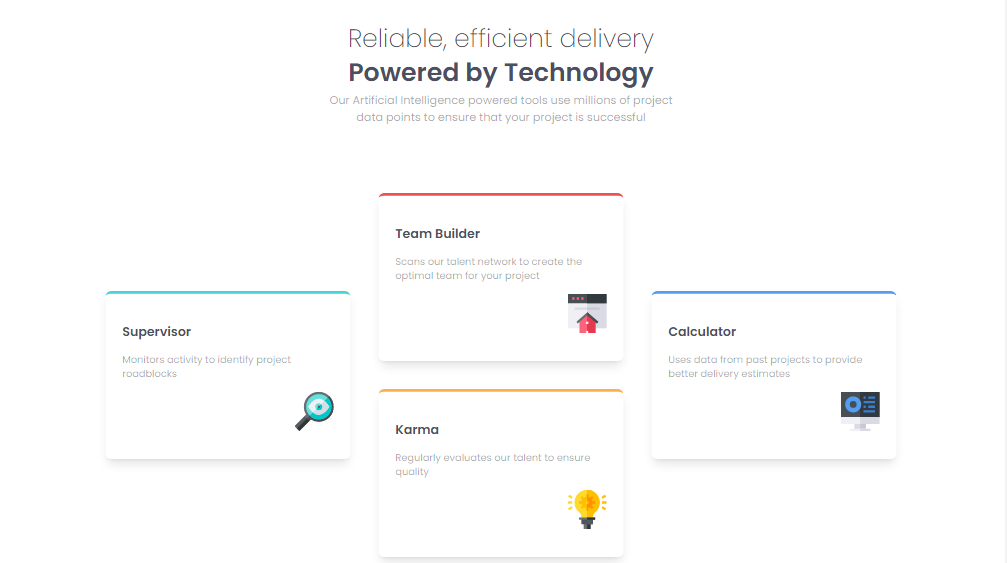 Reliable, efficient delivery
Powered by Technology
Our Artificial Intelligence powered tools use millions of project
data points to ensure that your project is successful
Team Builder
Scans our talent network to create the
optimal team for your project
Supervisor
Monitors activity to identify project
roadblocks
Calculator
Uses data from past projects to provide
better delivery estimates
Karma
Regularly evaluates our talent to ensure
quality